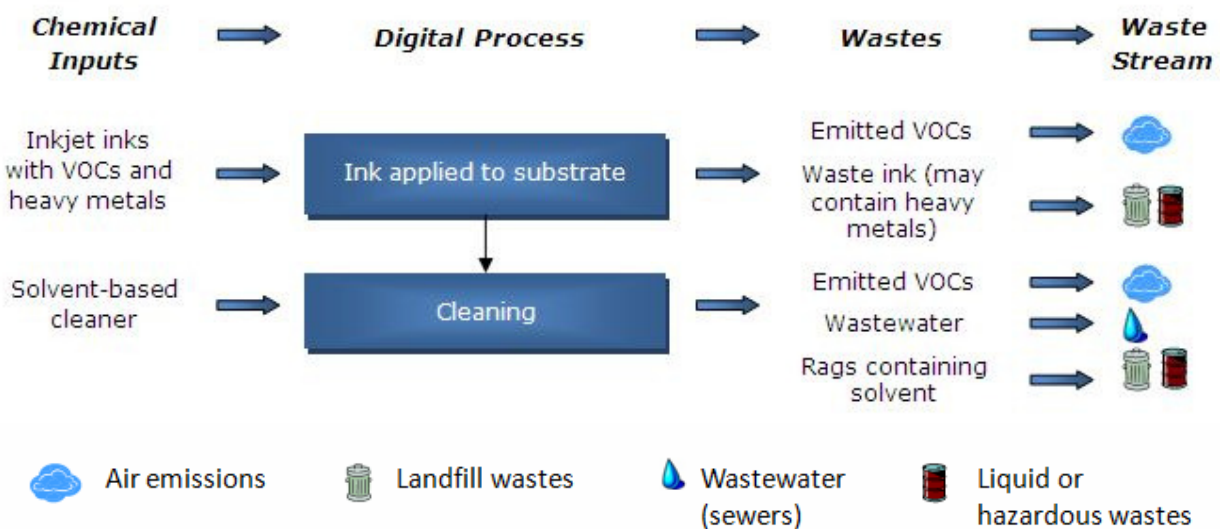 Chemical
Inputs
Digital Process
Wastes
Waste
Stream
Inkjet inks
with VOCs and
heavy metals
Ink applied to substrate
Emitted VOCs
Waste ink (may
contain heavy
metals)
Solvent-based
cleaner
Cleaning
Emitted VOCs
Wastewater
Rags containing
solvent
Air emissions
Landfill wastes
Wastewater
(sewers)
Liquid or
hazardous wastes